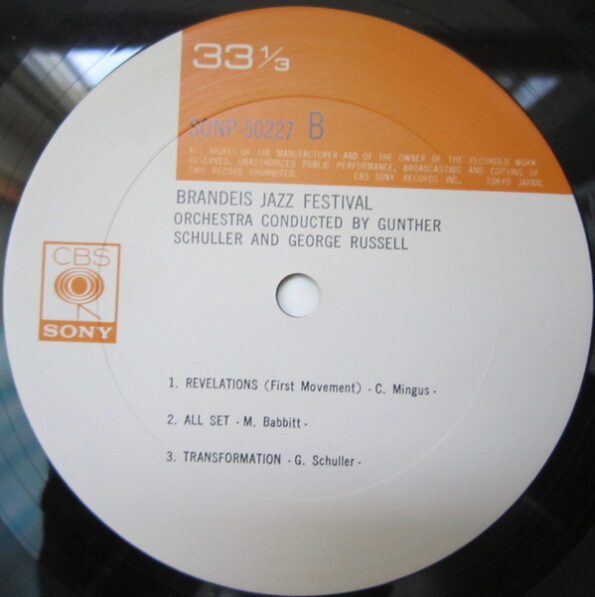 33 1/3
SONP-50227 B
ALL RIGHTS OF THE MANUFACTURER AND OF THE OWNER OF THE RECORDED WORK
RESERVED. UNAUTHORIZED PUBLIC PERFORMANCE, BROADCASTING AND COPYING OF
THIS RECORD PROHIBITED. CBS SONY RECORDS INC. TOKYO JAPAN.
BRANDEIS JAZZ FESTIVAL
ORCHESTRA CONDUCTED BY GUNTHER
SCHULLER AND GEORGE RUSSELL
CBS
SONY
1. REVELATIONS (First Movement) - C. Mingus -
2. ALL SET - M. Babbitt -
3. TRANSFORMATION - G. Schuller -